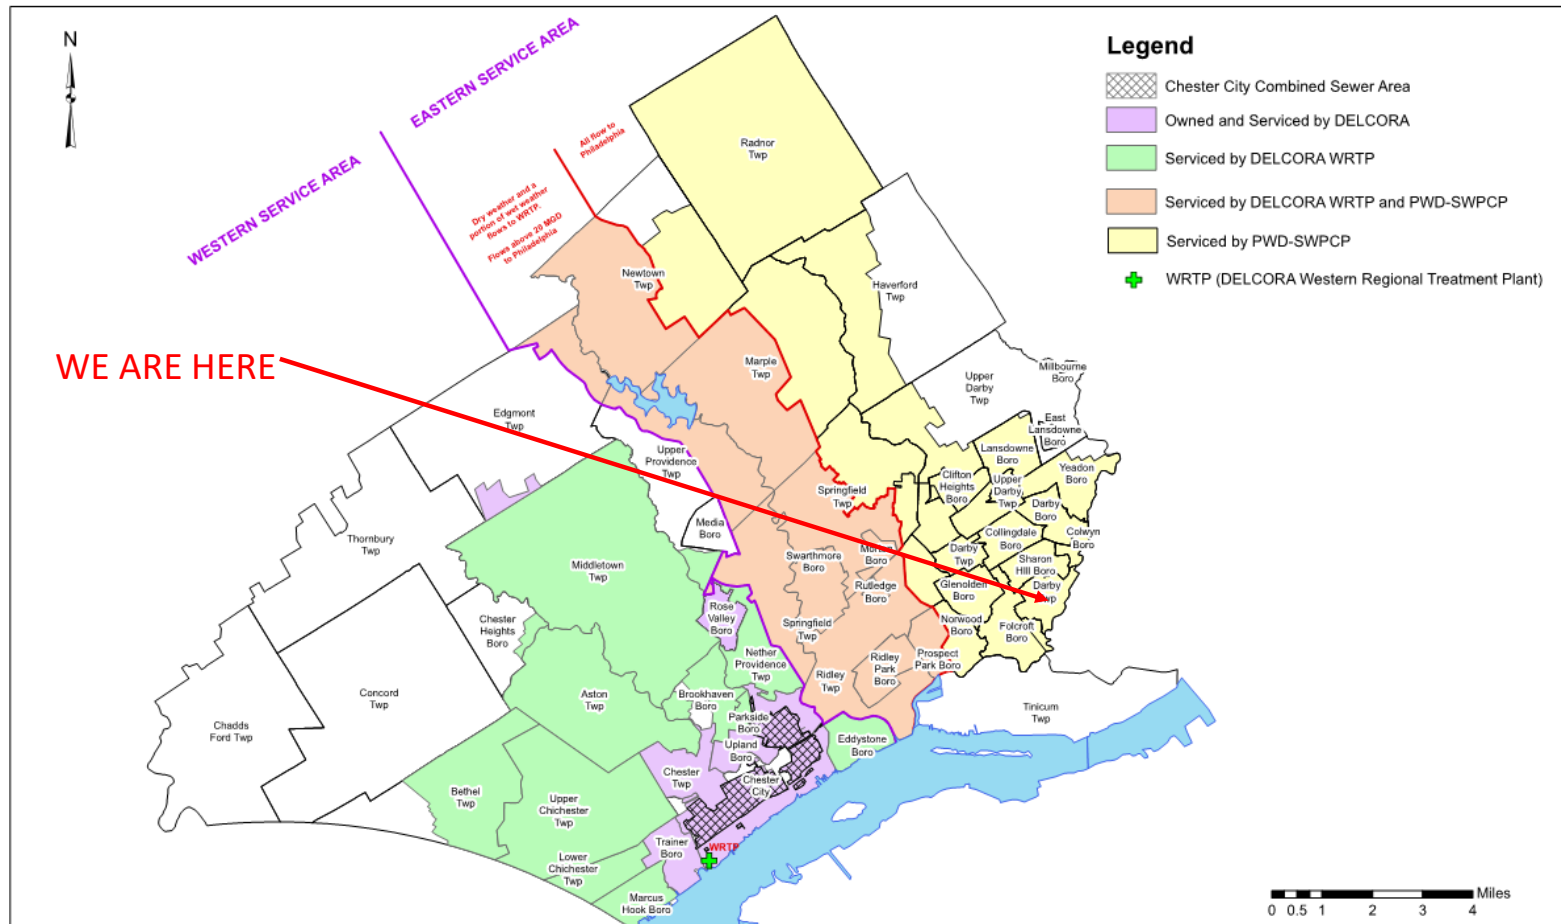 N
WESTERN SERVICE AREA
EASTERN SERVICE AREA
All flow to
Philadelphia
Dry weather and a
portion of wet weather
flows to WRTP.
Flows above 20 MGD
to Philadelphia
Legend
Chester City Combined Sewer Area
Owned and Serviced by DELCORA
Serviced by DELCORA WRTP
Serviced by DELCORA WRTP and PWD-SWPCP
Serviced by PWD-SWPCP
WRTP (DELCORA Western Regional Treatment Plant)
WE ARE HERE
Radnor
Twp
Newtown
Twp
Haverford
Twp
Marple
Twp
Upper
Darby
Twp
Millbourne
Boro
East
Lansdowne
Boro
Edgmont
Twp
Upper
Providence
Twp
Lansdowne
Boro
Yeadon
Boro
Clifton
Heights
Boro
Upper
Darby
Twp
Springfield
Twp
Darby
Boro
Colwyn
Boro
Media
Boro
Collingdale
Boro
Thornbury
Twp
Middletown
Twp
Swarthmore
Boro
Morton
Boro
Darby
Twp
Sharon
Hill Boro
Rutledge
Boro
Glenolden
Boro
Darby
Twp
Chester
Heights
Boro
Rose
Valley
Boro
Springfield
Twp
Norwood
Boro
Folcroft
Boro
Nether
Providence
Twp
Ridley
Twp
Ridley
Park
Boro
Prospect
Park Boro
Concord
Twp
Aston
Twp
Brookhaven
Boro
Tinicum
Twp
Chadds
Ford Twp
Parkside
Boro
Upland
Boro
Eddystone
Boro
Chester
Twp
Chester
City
Bethel
Twp
Upper
Chichester
Twp
Trainer
Boro
WRTP
Lower
Chichester
Twp
Marcus
Hook Boro
Miles
0 0.5 1 2 3 4